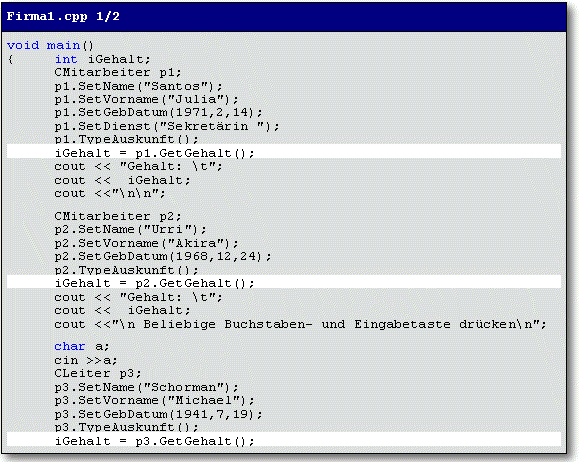 Firma1.cpp 1/2
void main()
{ int iGehalt;
CMitarbeiter p1;
p1.SetName("Santos");
p1.SetVorname("Julia");
p1.SetGebDatum(1971,2,14);
p1.SetDienst("Sekretärin ");
p1.TypeAuskunft();
iGehalt = p1.GetGehalt();
cout << "Gehalt: \t";
cout <<  iGehalt;
cout <<"\n\n";
CMitarbeiter p2;
p2.SetName("Urri");
p2.SetVorname("Akira");
p2.SetGebDatum(1968,12,24);
p2.TypeAuskunft();
iGehalt = p2.GetGehalt();
cout << "Gehalt: \t";
cout <<  iGehalt;
cout <<"\n Beliebige Buchstaben- und Eingabetaste drücken\n";
char a;
cin >>a;
CLeiter p3;
p3.SetName("Schorman");
p3.SetVorname("Michael");
p3.SetGebDatum(1941,7,19);
p3.TypeAuskunft();
iGehalt = p3.GetGehalt();